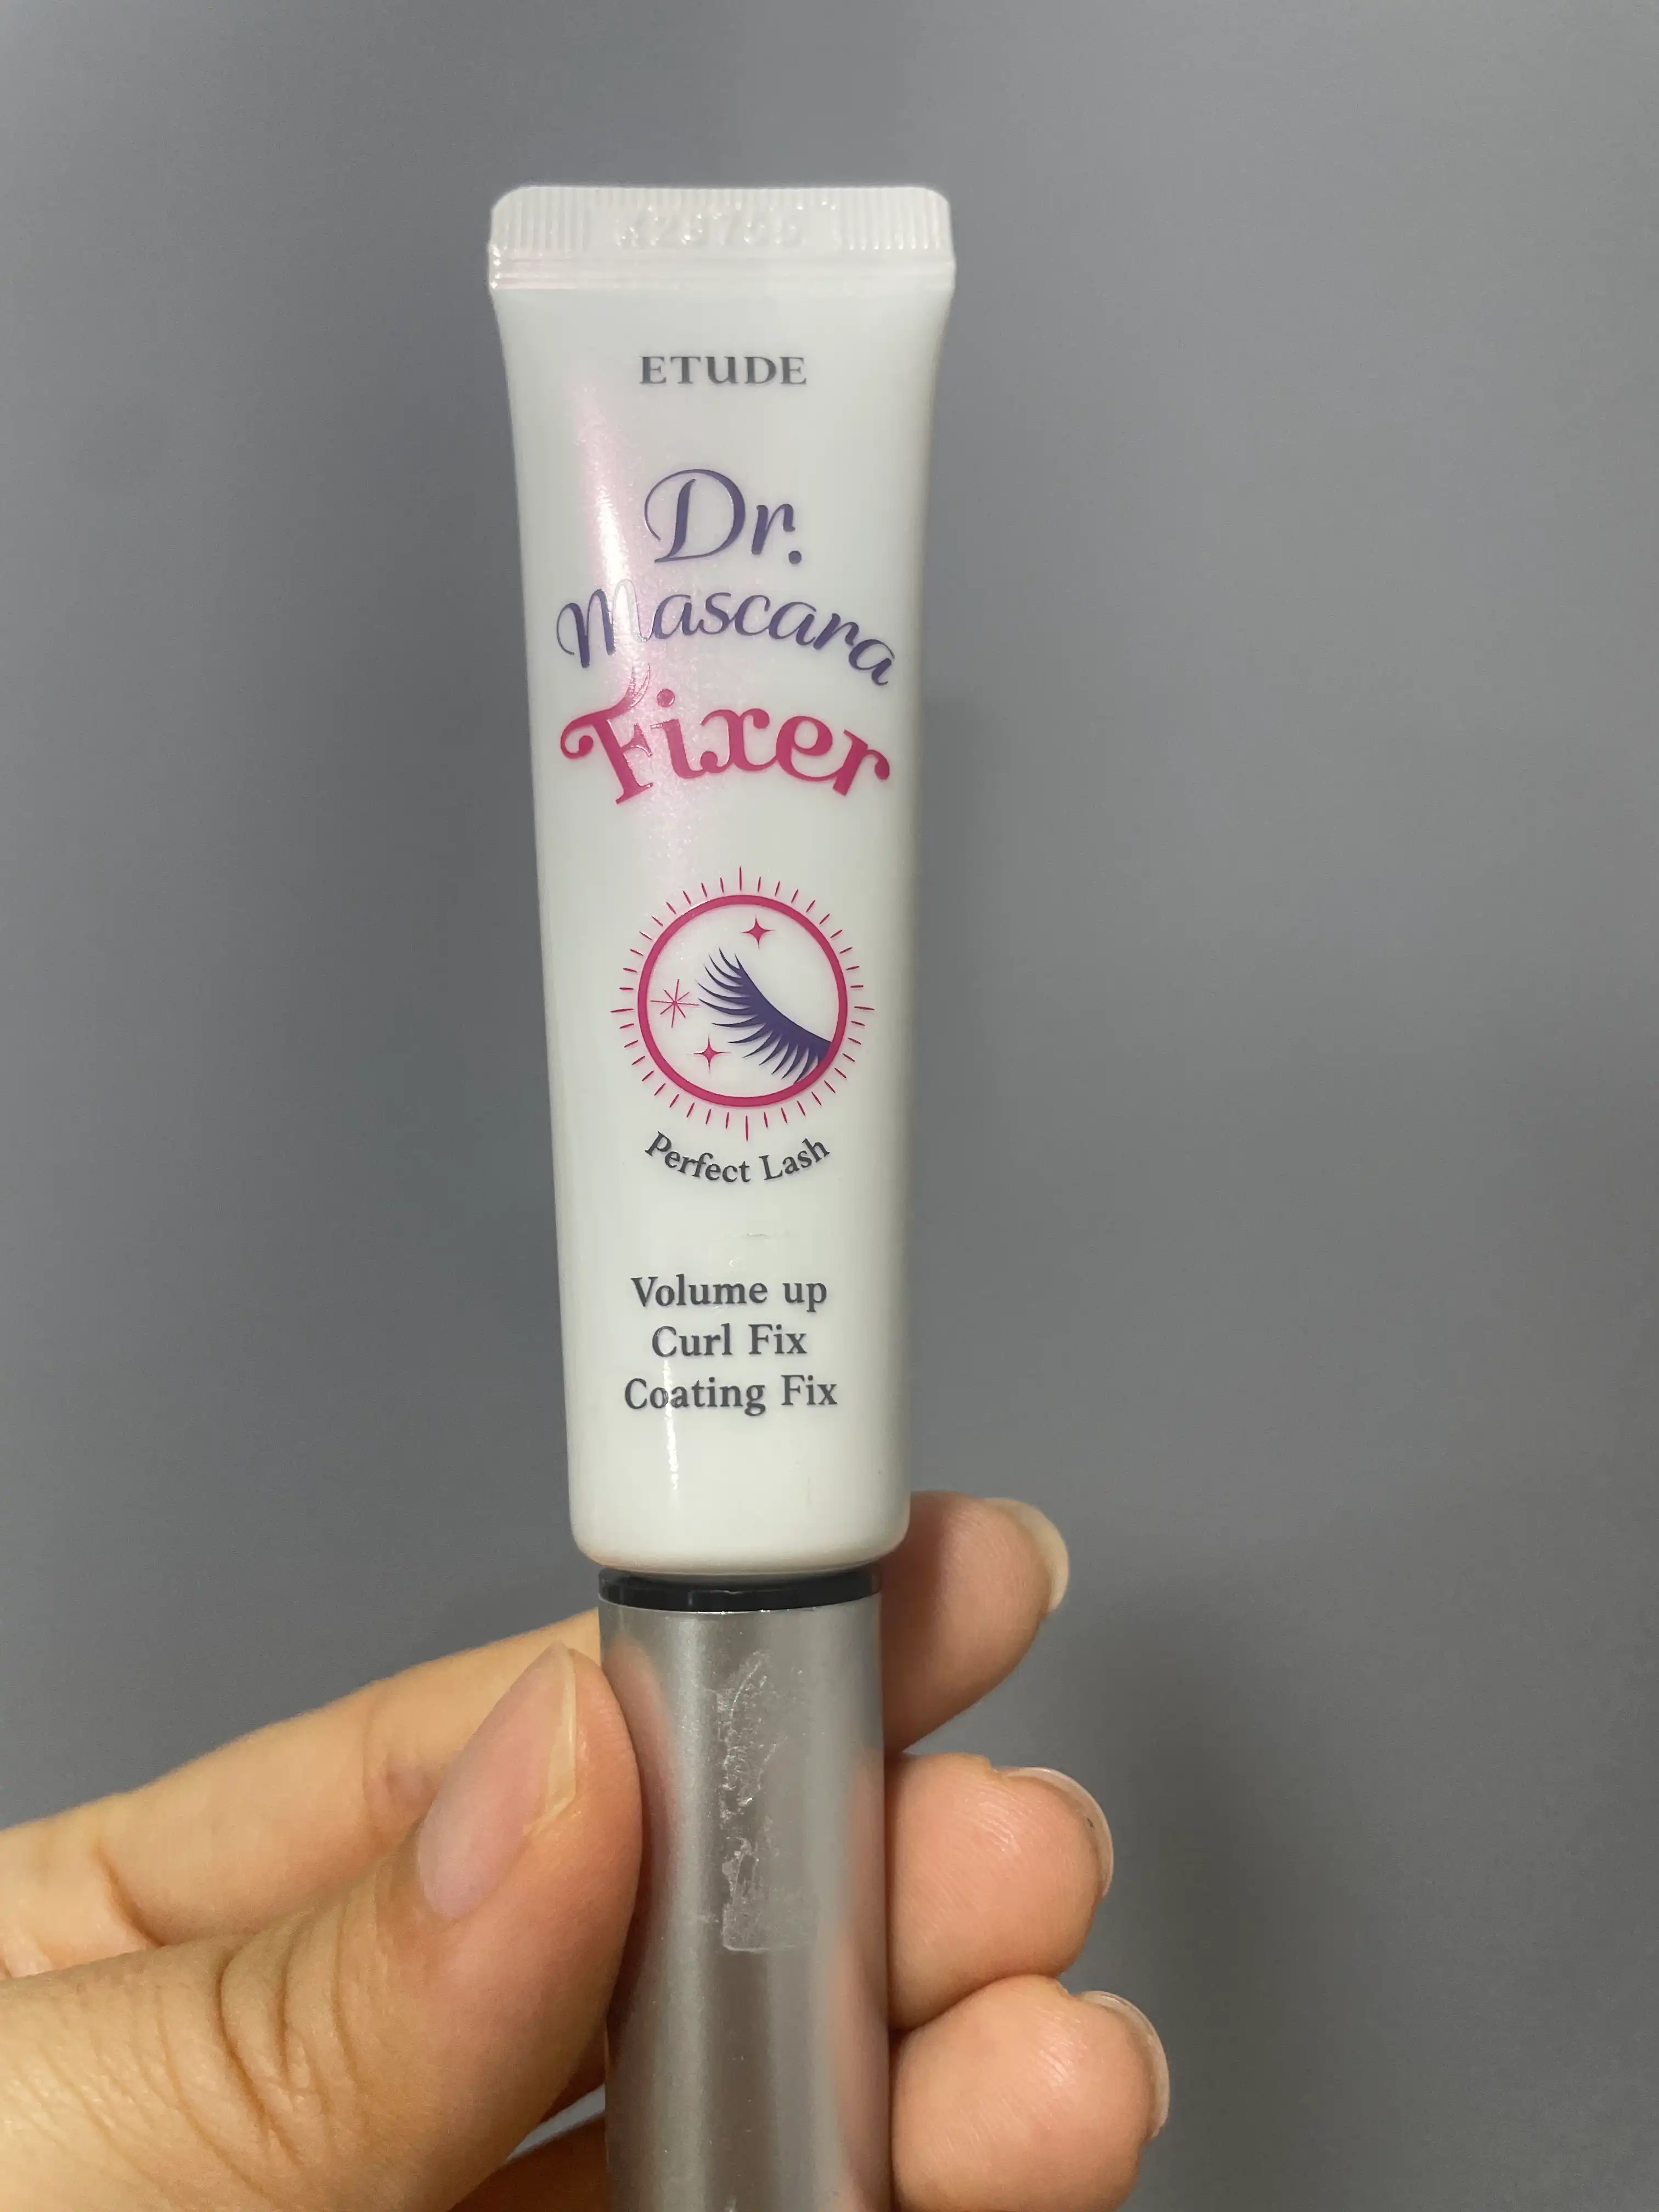 ETUDE
Dr.
Mascara
Fixer
Perfect Lash
Volume up
Curl Fix
Coating Fix